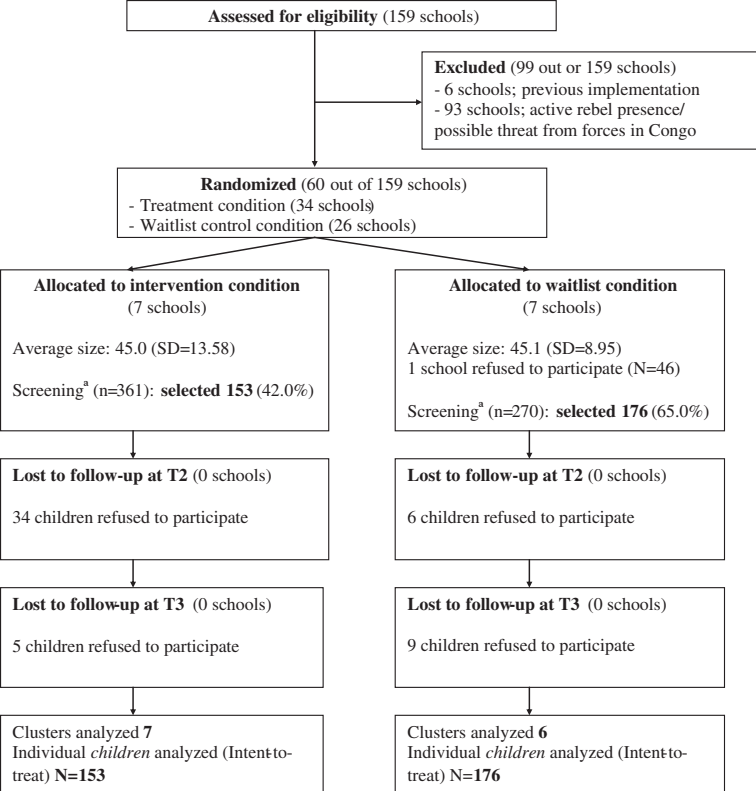 Assessed for eligibility (159 schools)
Excluded (99 out or 159 schools)
- 6 schools; previous implementation
- 93 schools; active rebel presence/
possible threat from forces in Congo
Randomized (60 out of 159 schools)
- Treatment condition (34 schools)
- Waitlist control condition (26 schools)
Allocated to intervention condition
(7 schools)
Average size: 45.0 (SD=13.58)
Screeningª (n=361): selected 153 (42.0%)
Allocated to waitlist condition
(7 schools)
Average size: 45.1 (SD=8.95)
1 school refused to participate (N=46)
Screeningª (n=270): selected 176 (65.0%)
Lost to follow-up at T2 (0 schools)
34 children refused to participate
Lost to follow-up at T2 (0 schools)
6 children refused to participate
Lost to follow-up at T3 (0 schools)
5 children refused to participate
Lost to follow-up at T3 (0 schools)
9 children refused to participate
Clusters analyzed 7
Individual children analyzed (Intent-to-
treat) N=153
Clusters analyzed 6
Individual children analyzed (Intent-to-
treat) N=176